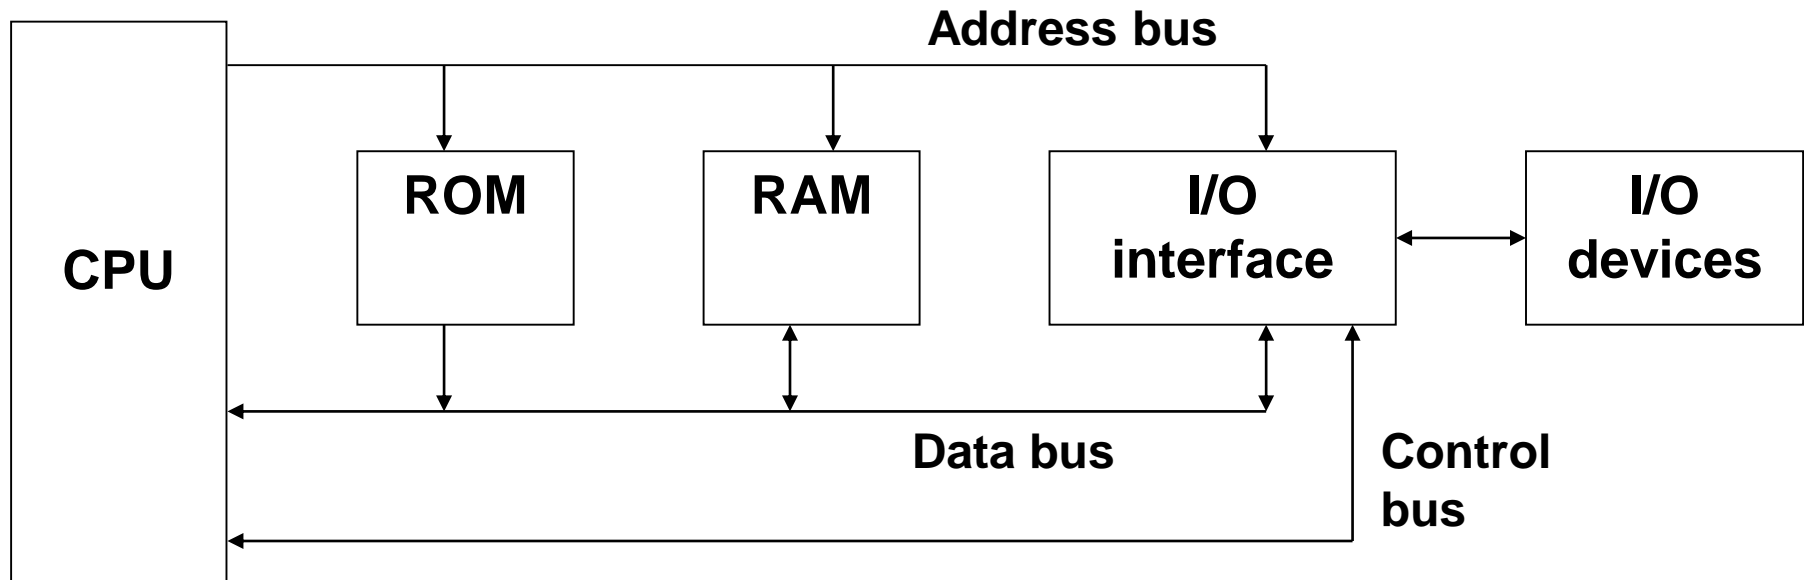 Address bus
CPU
ROM
RAM
I/O
interface
I/O
devices
Data bus
Control
bus